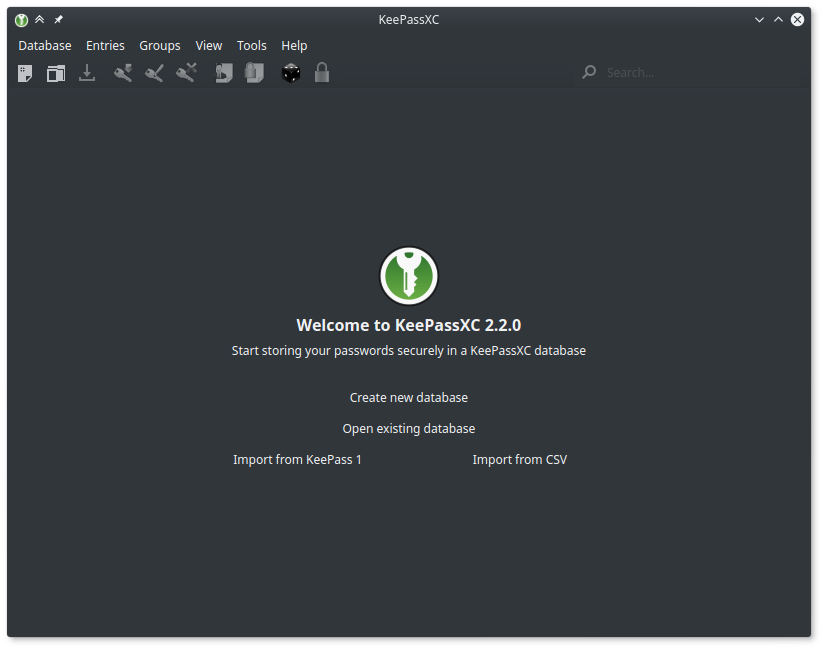 KeePassXC
Database Entries Groups View Tools Help
Search...
Welcome to KeePassXC 2.2.0
Start storing your passwords securely in a KeePassXC database
Create new database
Open existing database
Import from KeePass 1 Import from CSV